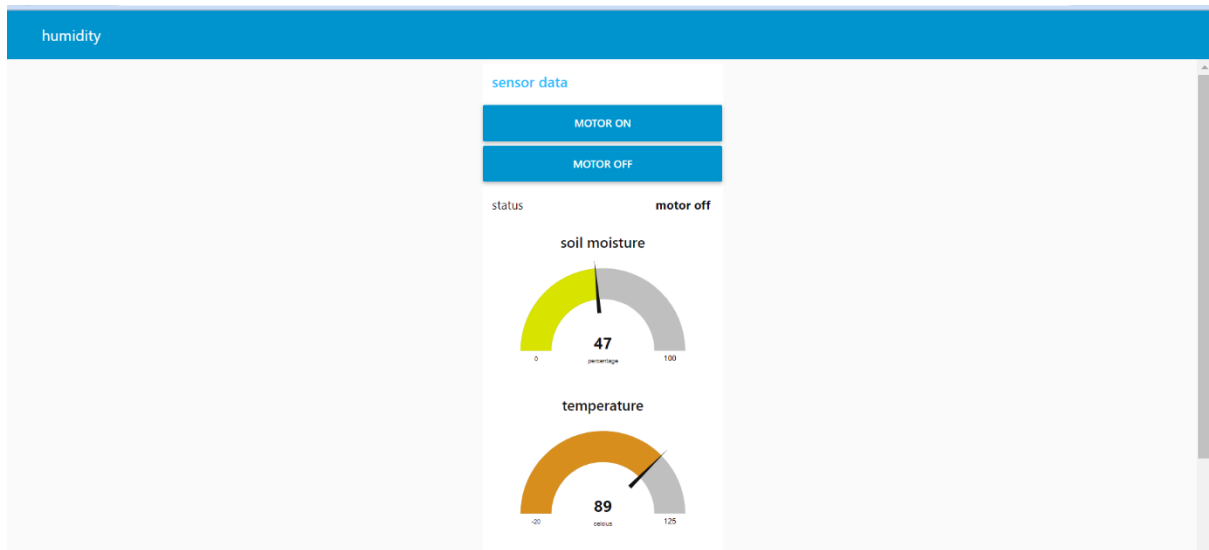 humidity
sensor data
MOTOR ON
MOTOR OFF
status motor off
soil moisture
47
0 percentage 100
temperature
89
-20 celsius 125